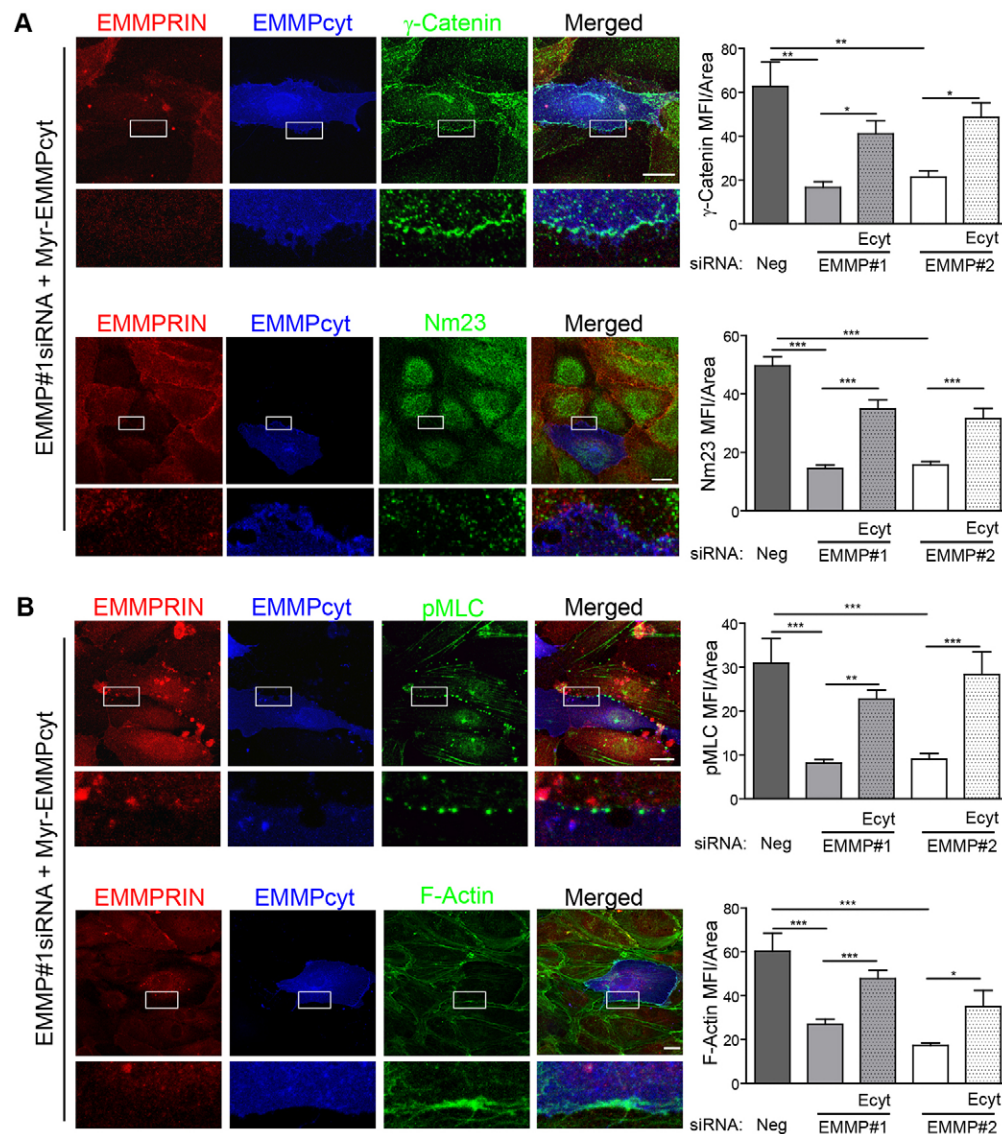 A
EMMP#1siRNA + Myr-EMMPcyt
EMMPRIN EMMPcyt γ-Catenin Merged
γ-Catenin MFI/Area
80
60
40
20
0
** **
* *
Ecyt Ecyt
siRNA: Neg EMMP#1 EMMP#2
EMMPRIN EMMPcyt Nm23 Merged
Nm23 MFI/Area
60
40
20
0
*** ***
*** ***
Ecyt Ecyt
siRNA: Neg EMMP#1 EMMP#2
B
EMMP#1siRNA + Myr-EMMPcyt
EMMPRIN EMMPcyt pMLC Merged
pMLC MFI/Area
40
30
20
10
0
*** ***
** ***
Ecyt Ecyt
siRNA: Neg EMMP#1 EMMP#2
EMMPRIN EMMPcyt F-Actin Merged
F-Actin MFI/Area
80
60
40
20
0
*** ***
*** *
Ecyt Ecyt
siRNA: Neg EMMP#1 EMMP#2